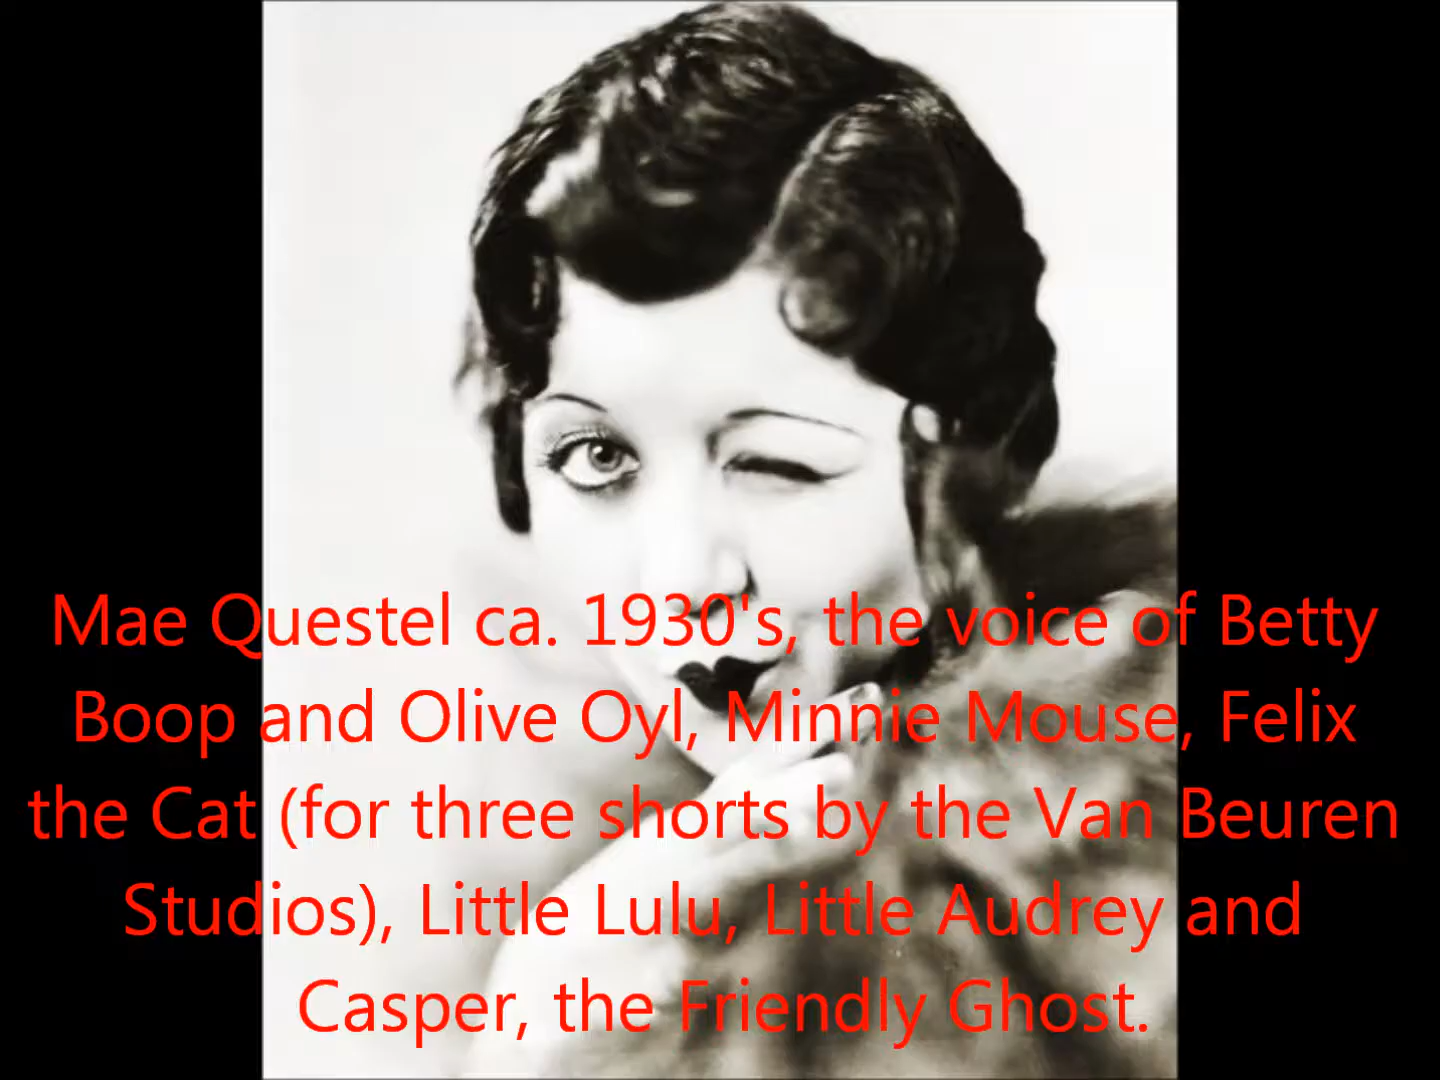 Mae Questel ca. 1930's, the voice of Betty
Boop and Olive Oyl, Minnie Mouse, Felix
the Cat (for three shorts by the Van Beuren
Studios), Little Lulu, Little Audrey and
Casper, the Friendly Ghost.